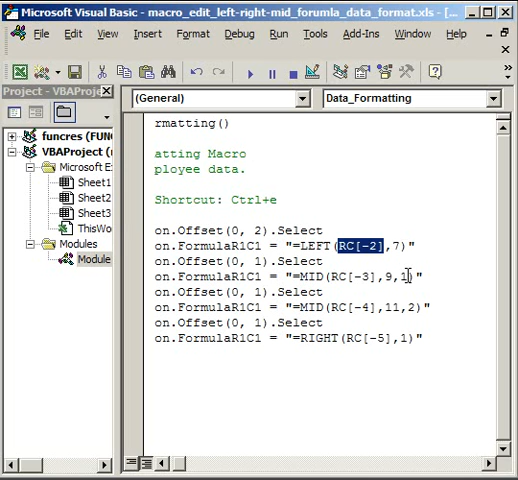 Microsoft Visual Basic - macro_edit_left-right-mid_forumla_data_format.xls
File Edit View Insert Format Debug Run Tools Add-Ins Window Help
Project - VBAProj
funcres (FUNC
VBAProject (
Microsoft E
Sheet1
Sheet2
Sheet3
ThisWo
Modules
Module
(General)
Data_Formatting
rmatting()
atting Macro
ployee data.
Shortcut: Ctrl+e
on.Offset(0, 2).Select
on.FormulaR1C1 = "=LEFT(RC[-2],7)"
on.Offset(0, 1).Select
on.FormulaR1C1 = "=MID(RC[-3],9,1)"
on.Offset(0, 1).Select
on.FormulaR1C1 = "=MID(RC[-4],11,2)"
on.Offset(0, 1).Select
on.FormulaR1C1 = "=RIGHT(RC[-5],1)"